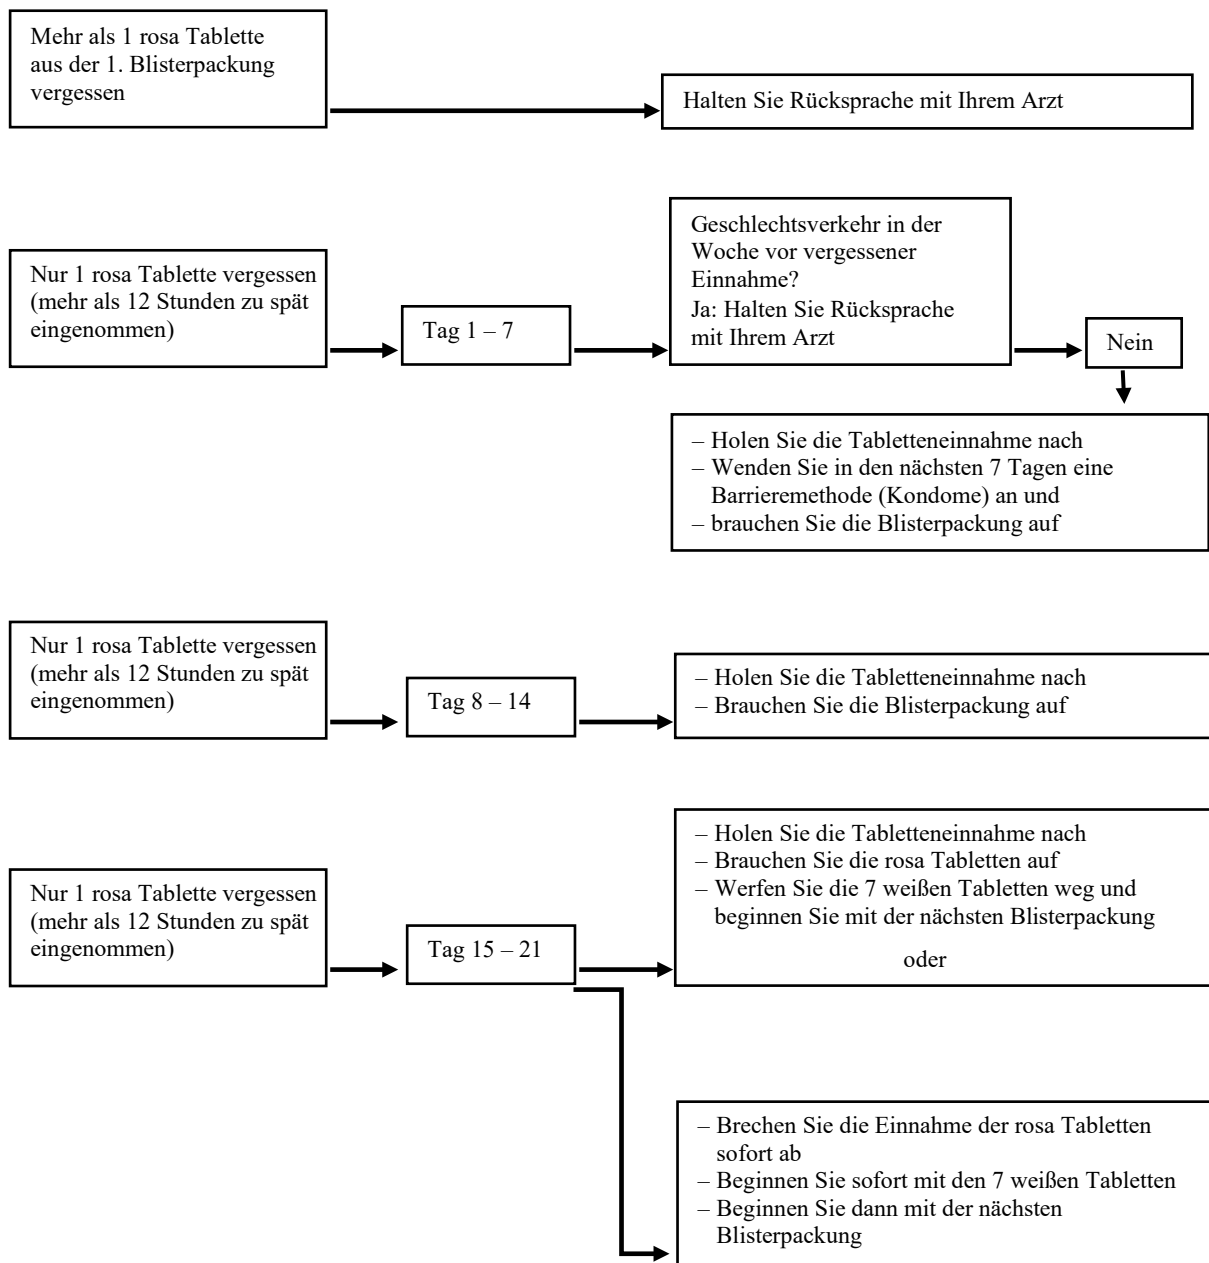 Mehr als 1 rosa Tablette
aus der 1. Blisterpackung
vergessen
Halten Sie Rücksprache mit Ihrem Arzt
Nur 1 rosa Tablette vergessen
(mehr als 12 Stunden zu spät
eingenommen)
Tag 1 – 7
Geschlechtsverkehr in der
Woche vor vergessener
Einnahme?
Ja: Halten Sie Rücksprache
mit Ihrem Arzt
Nein
– Holen Sie die Tabletteneinnahme nach
– Wenden Sie in den nächsten 7 Tagen eine
Barrieremethode (Kondome) an und
– brauchen Sie die Blisterpackung auf
Nur 1 rosa Tablette vergessen
(mehr als 12 Stunden zu spät
eingenommen)
Tag 8 – 14
– Holen Sie die Tabletteneinnahme nach
– Brauchen Sie die Blisterpackung auf
Nur 1 rosa Tablette vergessen
(mehr als 12 Stunden zu spät
eingenommen)
Tag 15 – 21
– Holen Sie die Tabletteneinnahme nach
– Brauchen Sie die rosa Tabletten auf
– Werfen Sie die 7 weißen Tabletten weg und
beginnen Sie mit der nächsten Blisterpackung
oder
– Brechen Sie die Einnahme der rosa Tabletten
sofort ab
– Beginnen Sie sofort mit den 7 weißen Tabletten
– Beginnen Sie dann mit der nächsten
Blisterpackung